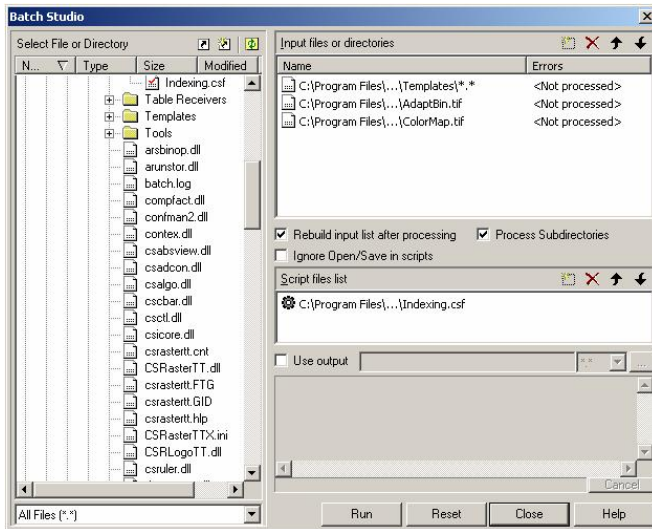 Batch Studio
Select File or Directory
N... Type Size Modified
Indexing.csf
Table Receivers
Templates
Tools
arsbinop.dll
arunstor.dll
batch.log
compfact.dll
confman2.dll
contex.dll
csabsview.dll
csadcon.dll
csalgo.dll
cscbar.dll
csctl.dll
csicore.dll
csrastertt.cnt
CSRasterTT.dll
csrastertt.FTG
csrastertt.GID
csrastertt.hlp
CSRasterTTX.ini
CSRLogoTT.dll
csruler.dll
All Files (*.*)
Input files or directories
Name Errors
C:\Program Files\...\Templates\*.* <Not processed>
C:\Program Files\...\AdaptBin.tif <Not processed>
C:\Program Files\...\ColorMap.tif <Not processed>
Rebuild input list after processing Process Subdirectories
Ignore Open/Save in scripts
Script files list
C:\Program Files\...\Indexing.csf
Use output *.* ...
Cancel
Run Reset Close Help